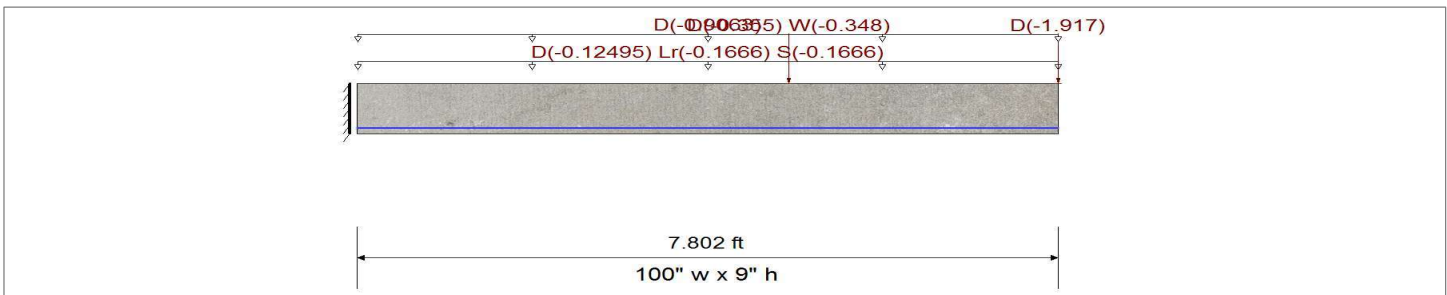 W(-0.348) D(-1.917)
D(-0.12495) Lr(-0.1666) S(-0.1666)
7.802 ft
100" w x 9" h